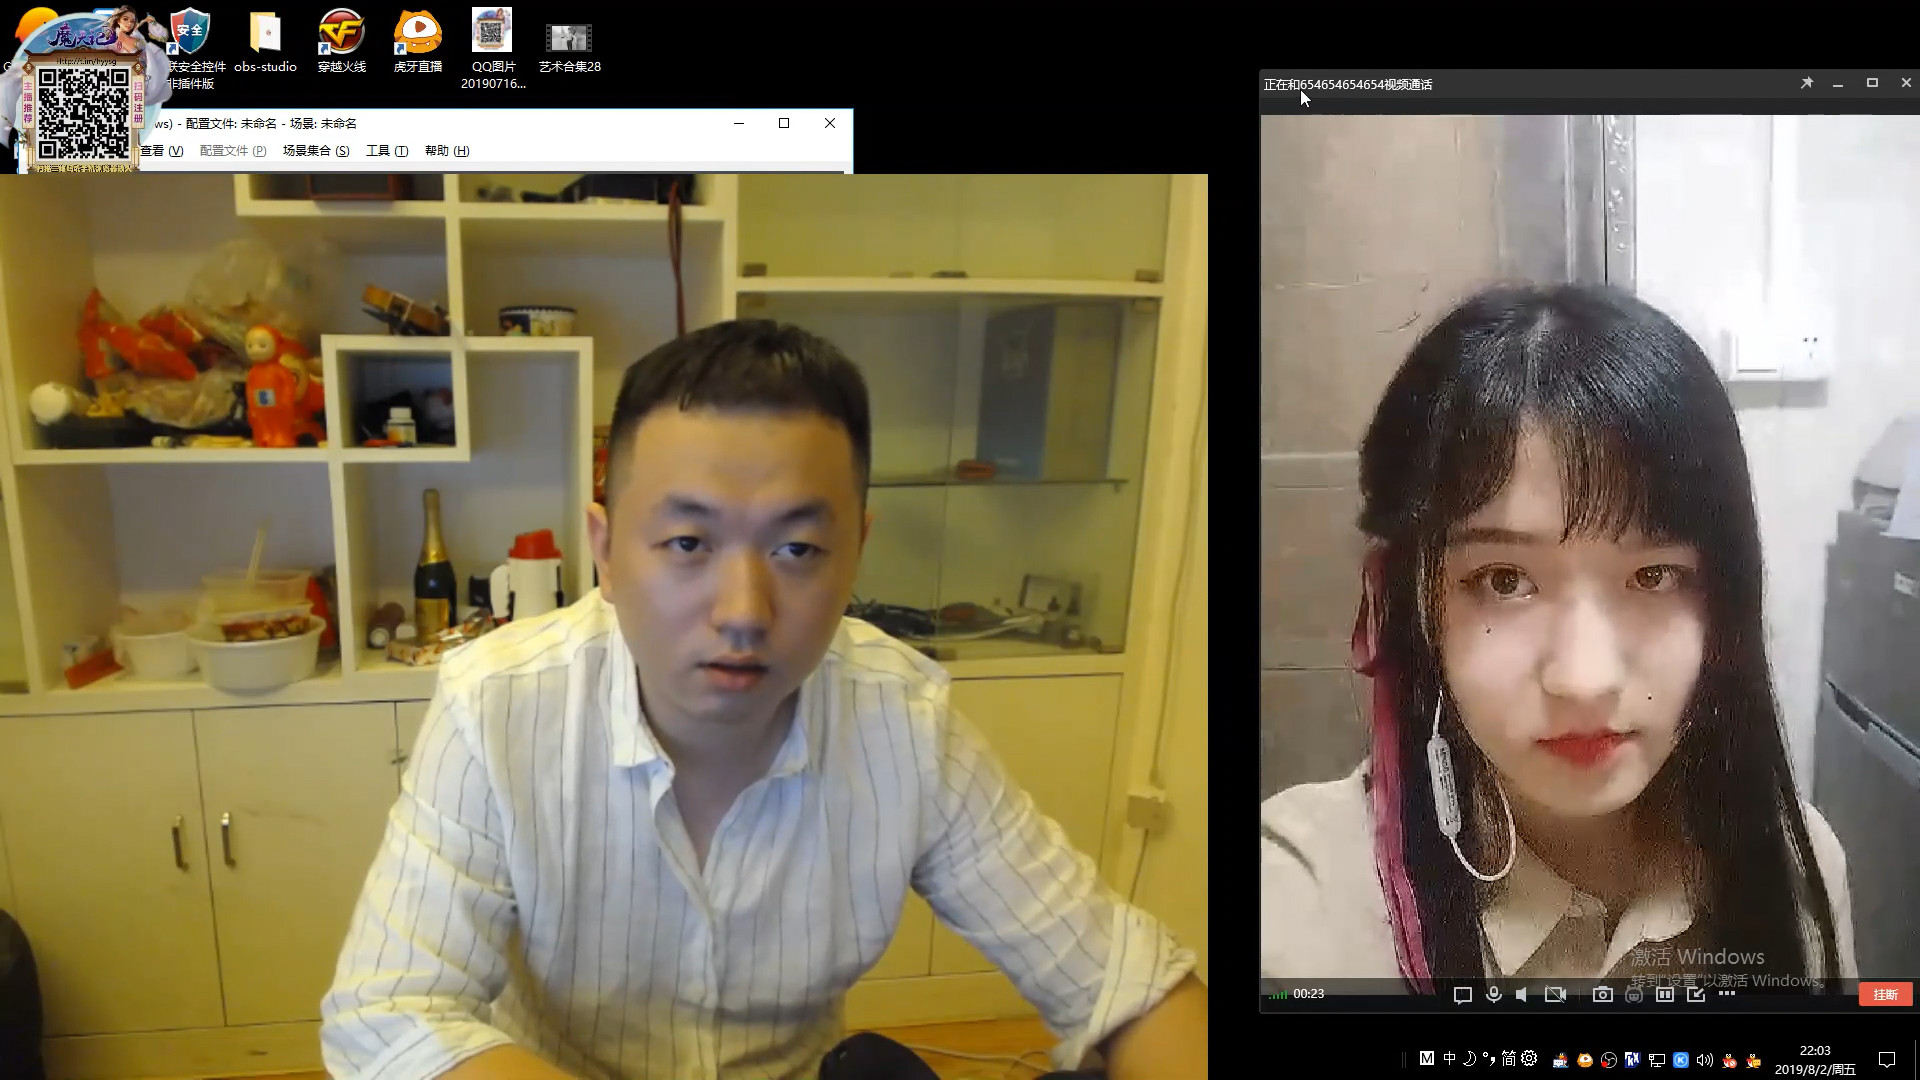 魔伏记
Http://t.im/hyysg
主播推荐
扫码注册
联安全控件
非插件版
安全
obs-studio
穿越火线
虎牙直播
QQ图片
20190716...
艺术合集28
ws) - 配置文件: 未命名 - 场景: 未命名
查看 (V)
配置文件 (P)
场景集合 (S)
工具 (T)
帮助 (H)
正在和654654654654视频通话
激活 Windows
转到"设置"以激活 Windows。
00:23
挂断
M 中 简
22:03
2019/8/2/周五